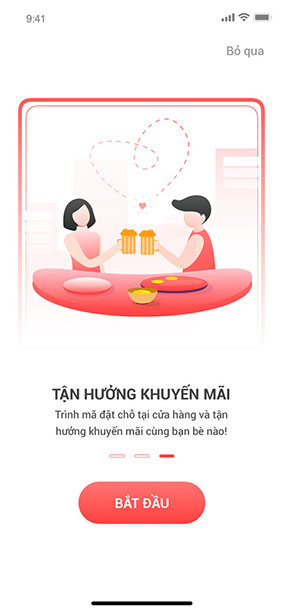 9:41
Bỏ qua
TẬN HƯỞNG KHUYẾN MÃI
Trình mã đặt chỗ tại cửa hàng và tận
hưởng khuyến mãi cùng bạn bè nào!
BẮT ĐẦU